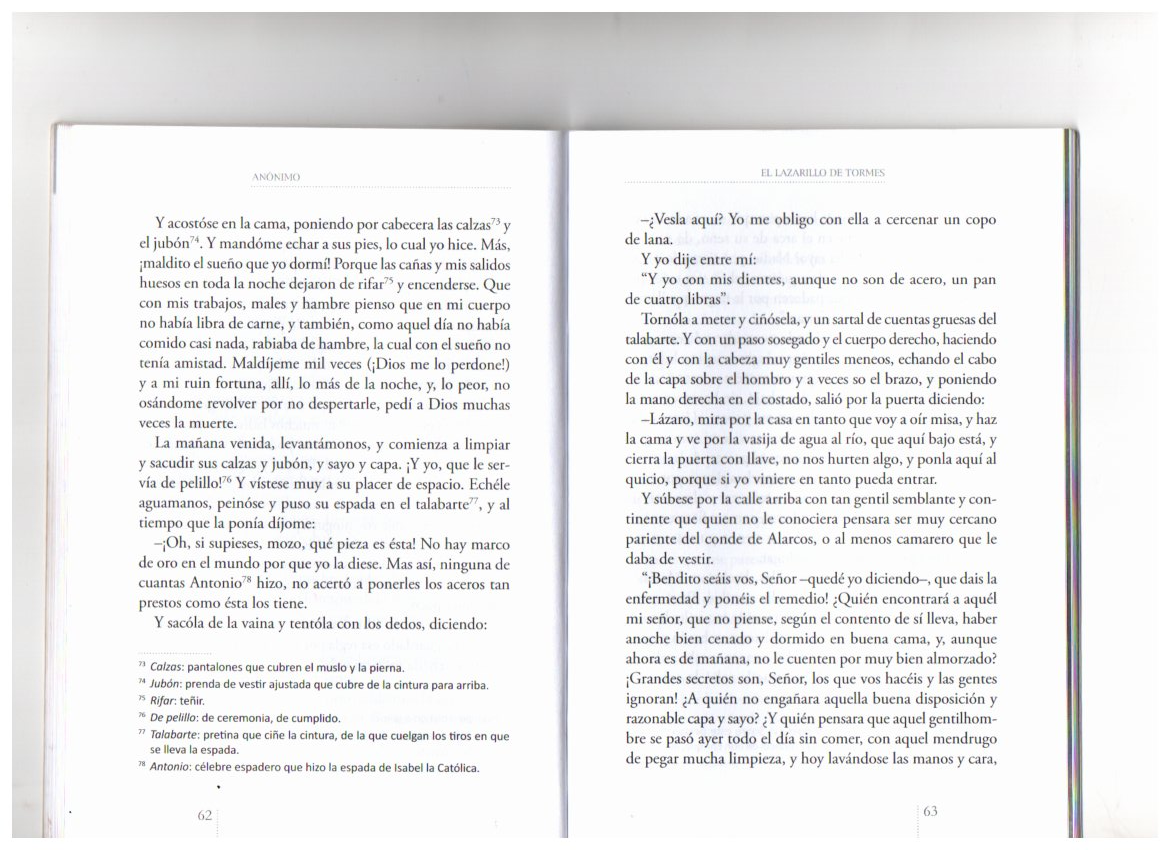 ANÓNIMO
Y acostóse en la cama, poniendo por cabecera las calzas⁷³ y
el jubón⁷⁴. Y mandóme echar a sus pies, lo cual yo hice. Más,
¡maldito el sueño que yo dormí! Porque las cañas y mis salidos
huesos en toda la noche dejaron de rifar⁷⁵ y encenderse. Que
con mis trabajos, males y hambre pienso que en mi cuerpo
no había libra de carne, y también, como aquel día no había
comido casi nada, rabiaba de hambre, la cual con el sueño no
tenía amistad. Maldíjeme mil veces (¡Dios me lo perdone!)
y a mi ruin fortuna, allí, lo más de la noche, y, lo peor, no
osándome revolver por no despertarle, pedí a Dios muchas
veces la muerte.
La mañana venida, levantámonos, y comienza a limpiar
y sacudir sus calzas y jubón, y sayo y capa. ¡Y yo, que le ser-
vía de pelillo!⁷⁶ Y vístese muy a su placer de espacio. Echéle
aguamanos, peinóse y puso su espada en el talabarte⁷⁷, y al
tiempo que la ponía díjome:
–¡Oh, si supieses, mozo, qué pieza es ésta! No hay marco
de oro en el mundo por que yo la diese. Mas así, ninguna de
cuantas Antonio⁷⁸ hizo, no acertó a ponerles los aceros tan
prestos como ésta los tiene.
Y sacóla de la vaina y tentóla con los dedos, diciendo:
⁷³ Calzas: pantalones que cubren el muslo y la pierna.
⁷⁴ Jubón: prenda de vestir ajustada que cubre de la cintura para arriba.
⁷⁵ Rifar: teñir.
⁷⁶ De pelillo: de ceremonia, de cumplido.
⁷⁷ Talabarte: pretina que ciñe la cintura, de la que cuelgan los tiros en que
se lleva la espada.
⁷⁸ Antonio: célebre espadero que hizo la espada de Isabel la Católica.
62
EL LAZARILLO DE TORMES
–¿Vesla aquí? Yo me obligo con ella a cercenar un copo
de lana.
Y yo dije entre mí:
“Y yo con mis dientes, aunque no son de acero, un pan
de cuatro libras”.
Tornóla a meter y ciñósela, y un sartal de cuentas gruesas del
talabarte. Y con un paso sosegado y el cuerpo derecho, haciendo
con él y con la cabeza muy gentiles meneos, echando el cabo
de la capa sobre el hombro y a veces so el brazo, y poniendo
la mano derecha en el costado, salió por la puerta diciendo:
–Lázaro, mira por la casa en tanto que voy a oír misa, y haz
la cama y ve por la vasija de agua al río, que aquí bajo está, y
cierra la puerta con llave, no nos hurten algo, y ponla aquí al
quicio, porque si yo viniere en tanto pueda entrar.
Y súbese por la calle arriba con tan gentil semblante y con-
tinente que quien no le conociera pensara ser muy cercano
pariente del conde de Alarcos, o al menos camarero que le
daba de vestir.
“¡Bendito seáis vos, Señor –quedé yo diciendo–, que dais la
enfermedad y ponéis el remedio! ¿Quién encontrará a aquél
mi señor, que no piense, según el contento de sí lleva, haber
anoche bien cenado y dormido en buena cama, y, aunque
ahora es de mañana, no le cuenten por muy bien almorzado?
¡Grandes secretos son, Señor, los que vos hacéis y las gentes
ignoran! ¿A quién no engañara aquella buena disposición y
razonable capa y sayo? ¿Y quién pensara que aquel gentilhom-
bre se pasó ayer todo el día sin comer, con aquel mendrugo
de pegar mucha limpieza, y hoy lavándose las manos y cara,
63